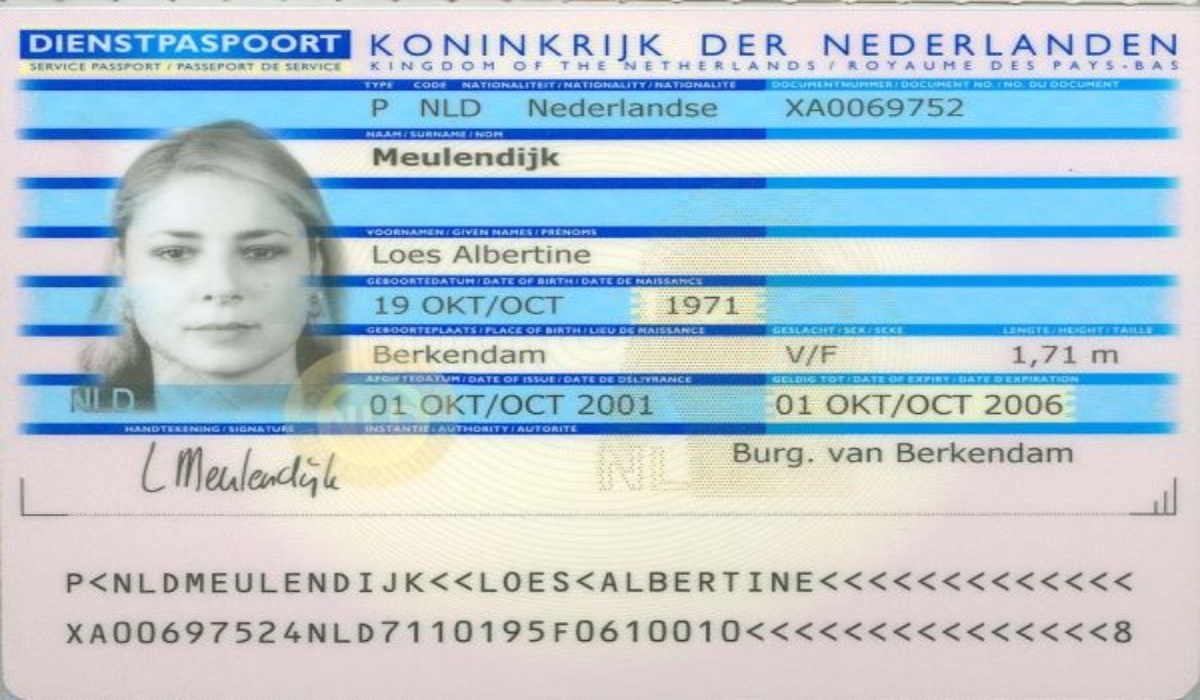 DIENSTPASPOORT KONINKRIJK DER NEDERLANDEN
SERVICE PASSPORT / PASSEPORT DE SERVICE KINGDOM OF THE NETHERLANDS / ROYAUME DES PAYS-BAS
TYPE CODE NATIONALITEIT / NATIONALITY / NATIONALITÉ DOCUMENTNUMMER / DOCUMENT NO. / NO. DU DOCUMENT
P NLD Nederlandse XA0069752
NAAM / SURNAME / NOM
Meulendijk
VOORNAMEN / GIVEN NAMES / PRÉNOMS
Loes Albertine
GEBOORTEDATUM / DATE OF BIRTH / DATE DE NAISSANCE
19 OKT/OCT 1971
GEBOORTEPLAATS / PLACE OF BIRTH / LIEU DE NAISSANCE GESLACHT / SEX / SEXE LENGTE / HEIGHT / TAILLE
Berkendam V/F 1,71 m
AFGIFTEDATUM / DATE OF ISSUE / DATE DE DÉLIVRANCE GELDIG TOT / DATE OF EXPIRY / DATE D'EXPIRATION
NLD 01 OKT/OCT 2001 01 OKT/OCT 2006
HANDTEKENING / SIGNATURE INSTANTIE / AUTHORITY / AUTORITÉ
L Meulendijk NL Burg. van Berkendam
P<NLDMEULENDIJK<<LOES<ALBERTINE<<<<<<<<<<<<<
XA00697524NLD7110195F0610010<<<<<<<<<<<<<<<8